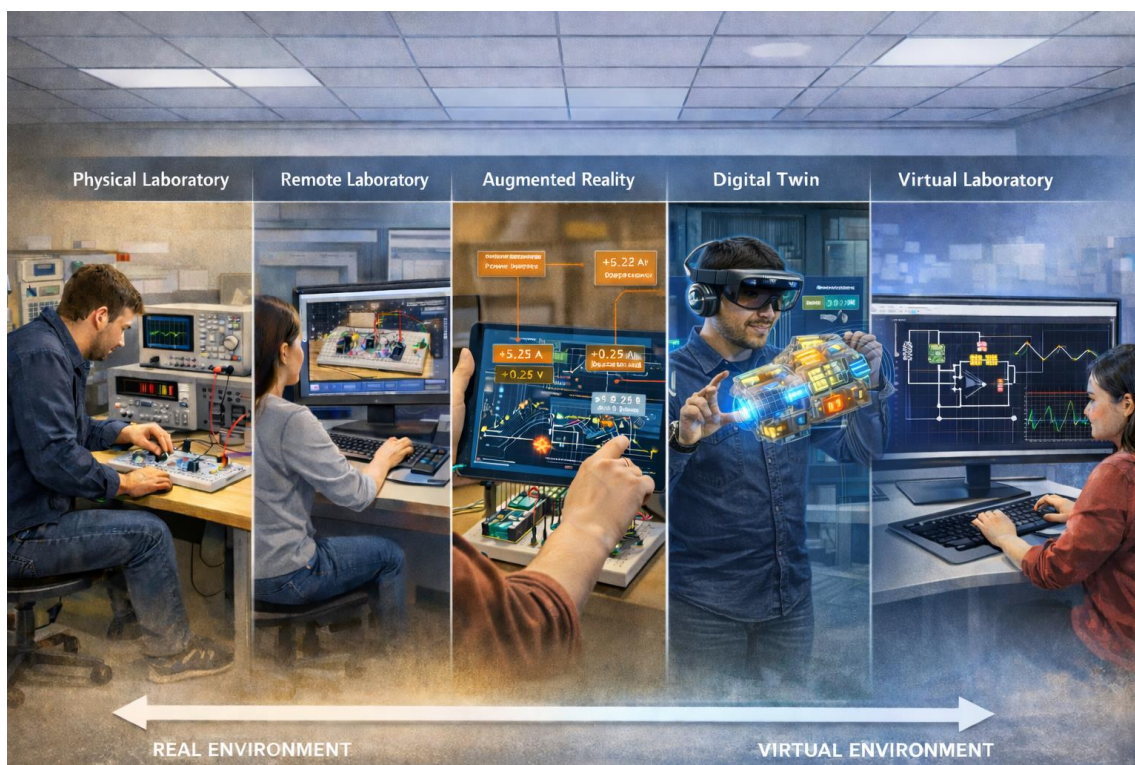 Physical Laboratory
Remote Laboratory
Augmented Reality
Digital Twin
Virtual Laboratory
+5.22
+5.25 A
+0.25
+0.25 V
REAL ENVIRONMENT
VIRTUAL ENVIRONMENT